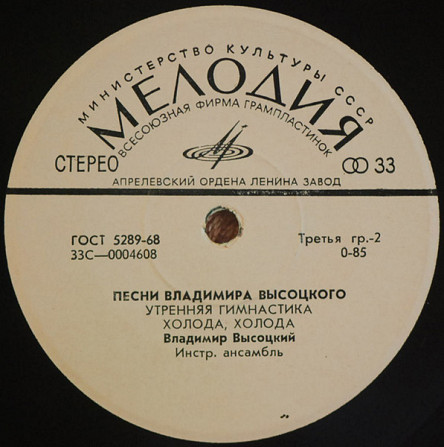 МИНИСТЕРСТВО КУЛЬТУРЫ СССР
МЕЛОДИЯ
ВСЕСОЮЗНАЯ ФИРМА ГРАМПЛАСТИНОК
СТЕРЕО 33
АПРЕЛЕВСКИЙ ОРДЕНА ЛЕНИНА ЗАВОД
ГОСТ 5289-68 Третья гр.-2
33С—0004608 0-85
ПЕСНИ ВЛАДИМИРА ВЫСОЦКОГО
УТРЕННЯЯ ГИМНАСТИКА
ХОЛОДА, ХОЛОДА
Владимир Высоцкий
Инстр. ансамбль